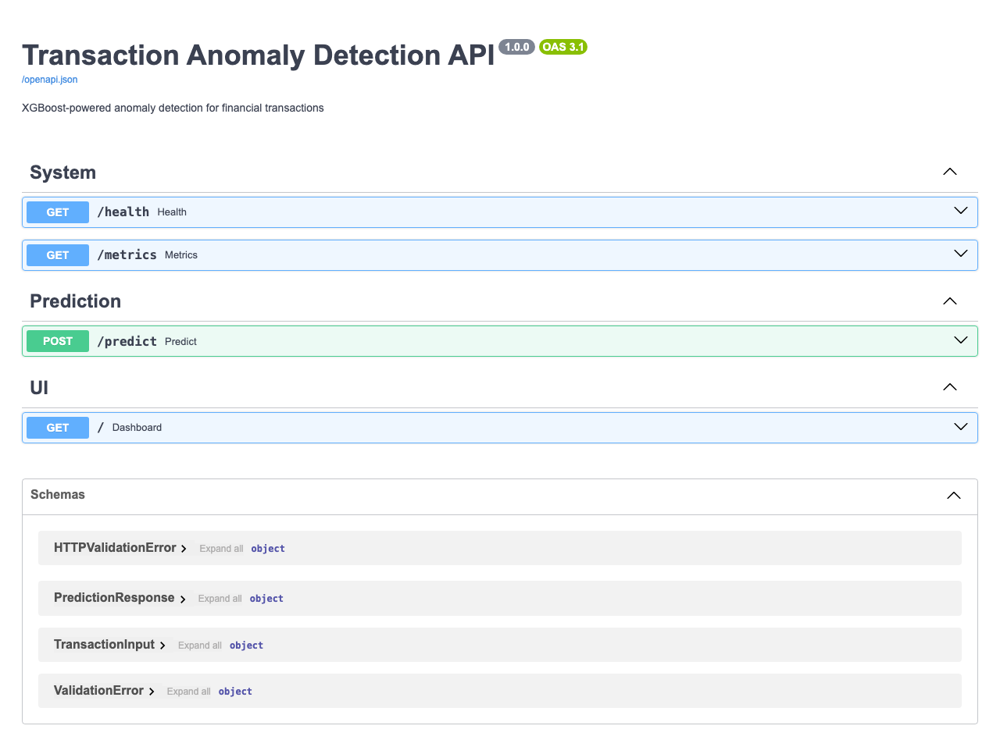 Transaction Anomaly Detection API 1.0.0 OAS 3.1
/openapi.json
XGBoost-powered anomaly detection for financial transactions
System
GET /health Health
GET /metrics Metrics
Prediction
POST /predict Predict
UI
GET / Dashboard
Schemas
HTTPValidationError Expand all object
PredictionResponse Expand all object
TransactionInput Expand all object
ValidationError Expand all object